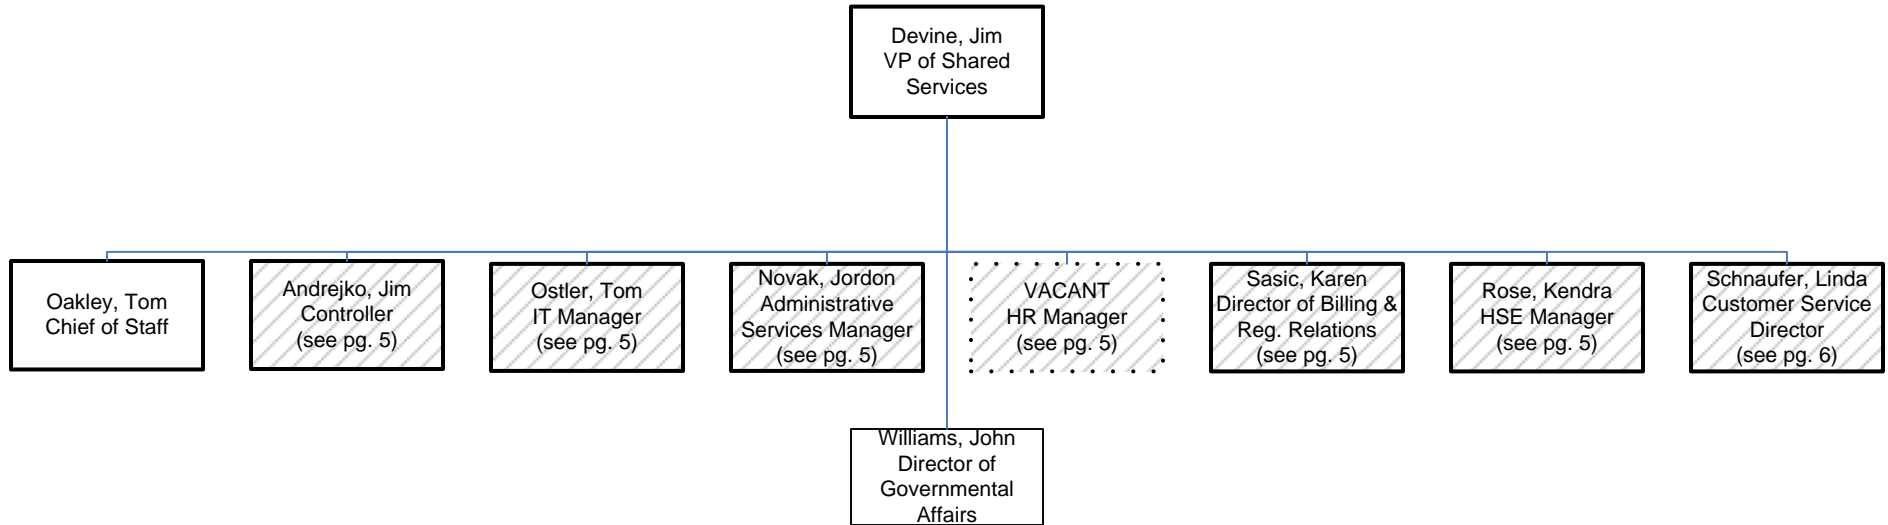 Devine, Jim
VP of Shared
Services
Oakley, Tom
Chief of Staff
Andrejko, Jim
Controller
(see pg. 5)
Ostler, Tom
IT Manager
(see pg. 5)
Novak, Jordon
Administrative
Services Manager
(see pg. 5)
VACANT
HR Manager
(see pg. 5)
Sasic, Karen
Director of Billing &
Reg. Relations
(see pg. 5)
Rose, Kendra
HSE Manager
(see pg. 5)
Schnaufer, Linda
Customer Service
Director
(see pg. 6)
Williams, John
Director of
Governmental
Affairs